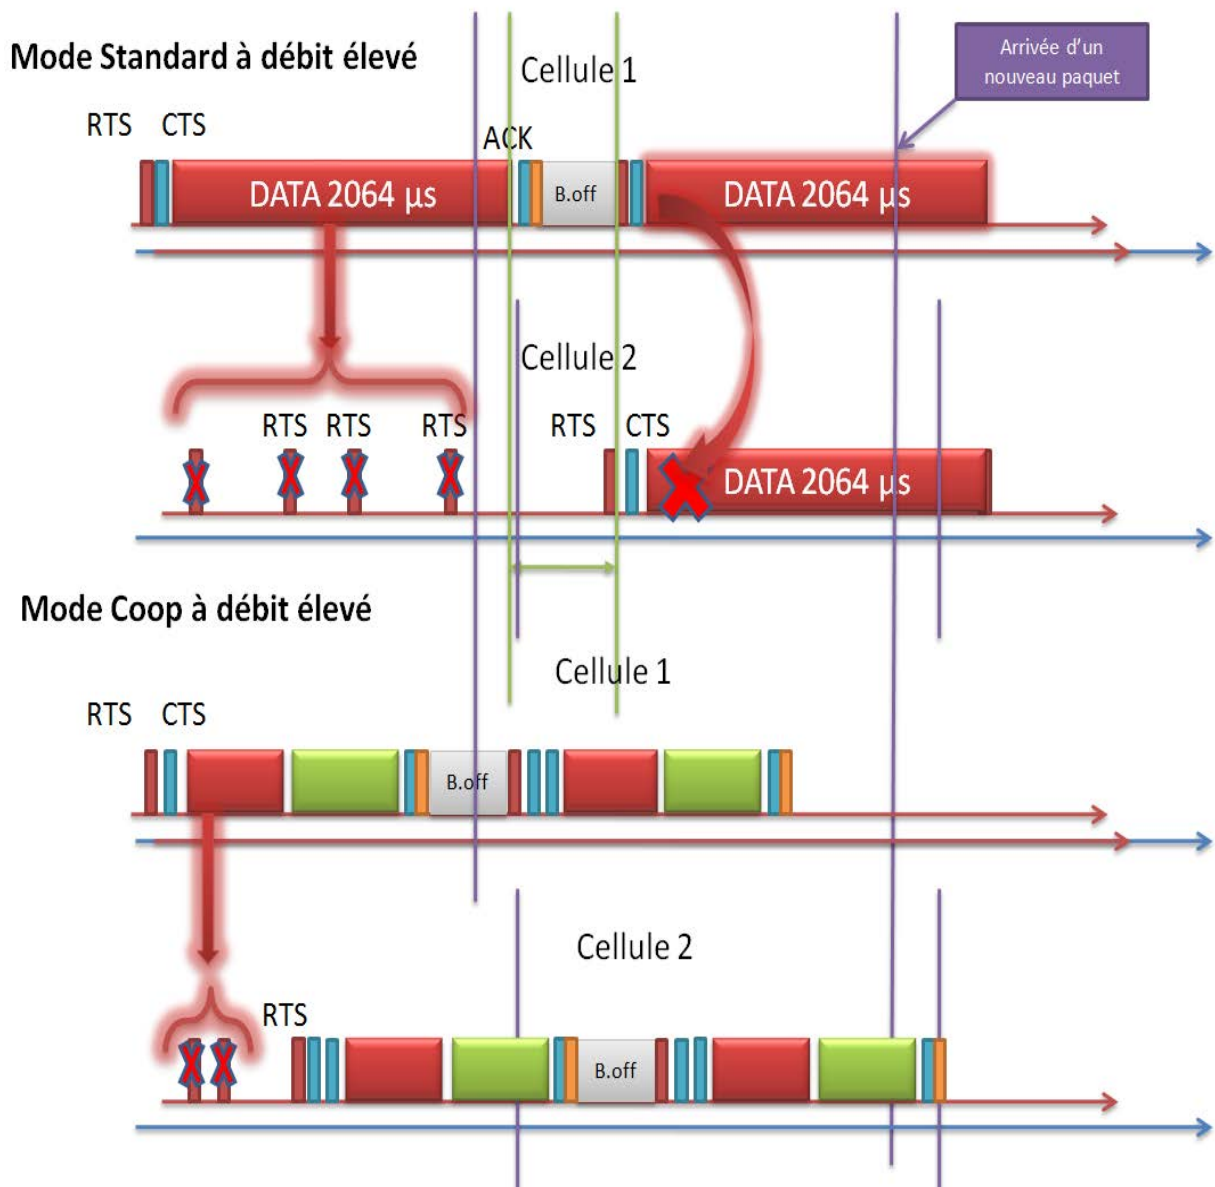 Mode Standard à débit élevé
Cellule 1
Arrivée d'un
nouveau paquet
RTS CTS
ACK
DATA 2064 µs
B.off
DATA 2064 µs
Cellule 2
RTS RTS RTS RTS CTS
DATA 2064 µs
Mode Coop à débit élevé
Cellule 1
RTS CTS
B.off
Cellule 2
RTS
B.off